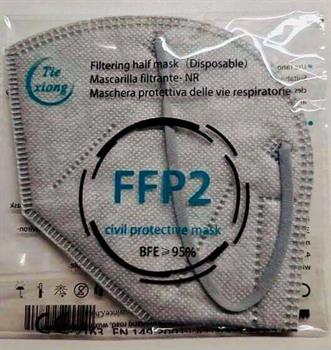 Tie
xiong
Filtering half mask (Disposable)
Mascarilla filtrante- NR
Maschera protettiva delle vie respiratorie
FFP2
civil protective mask
BFE≥95%